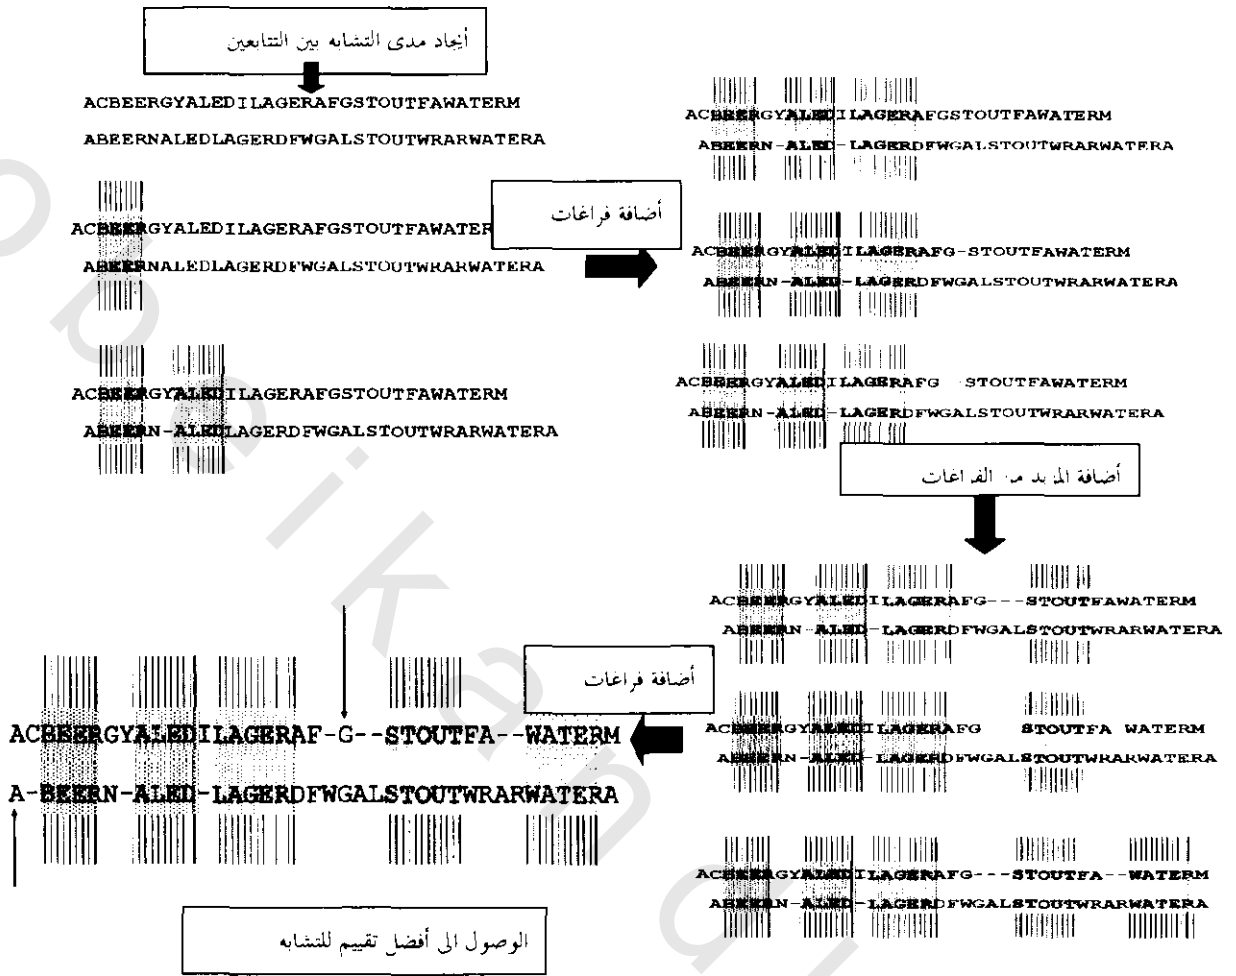 أيجاد مدى التشابه بين التتابعين
ACBEERGYALEDILAGERAFGSTOUTFAWATERM
ABEERNALEDLAGERDFWGALSTOUTWRARWATERA
ACBEERGYALEDILAGERAFGSTOUTFAWATER
ABEERNALEDLAGERDFWGALSTOUTWRARWATERA
ACBEERGYALEDILAGERAFGSTOUTFAWATERM
ABEERN-ALEDLAGERDFWGALSTOUTWRARWATERA
أضافة فراغات
ACBEERGYALEDILAGERAFGSTOUTFAWATERM
ABEERN-ALED-LAGERDFWGALSTOUTWRARWATERA
ACBEERGYALEDILAGERAFG-STOUTFAWATERM
ABEERN-ALED-LAGERDFWGALSTOUTWRARWATERA
ACBEERGYALEDILAGERAFG STOUTFAWATERM
ABEERN-ALED-LAGERDFWGALSTOUTWRARWATERA
أضافة المزيد من الفراغات
ACBEERGYALEDILAGERAFG---STOUTFAWATERM
ABEERN-ALED-LAGERDFWGALSTOUTWRARWATERA
ACBEERGYALEDILAGERAFG STOUTFA WATERM
ABEERN-ALED-LAGERDFWGALSTOUTWRARWATERA
ACBEERGYALEDILAGERAFG---STOUTFA--WATERM
ABEERN-ALED-LAGERDFWGALSTOUTWRARWATERA
أضافة فراغات
ACBEERGYALEDILAGERAF-G--STOUTFA--WATERM
A-BEERN-ALED-LAGERDFWGALSTOUTWRARWATERA
الوصول الى أفضل تقييم للتشابه